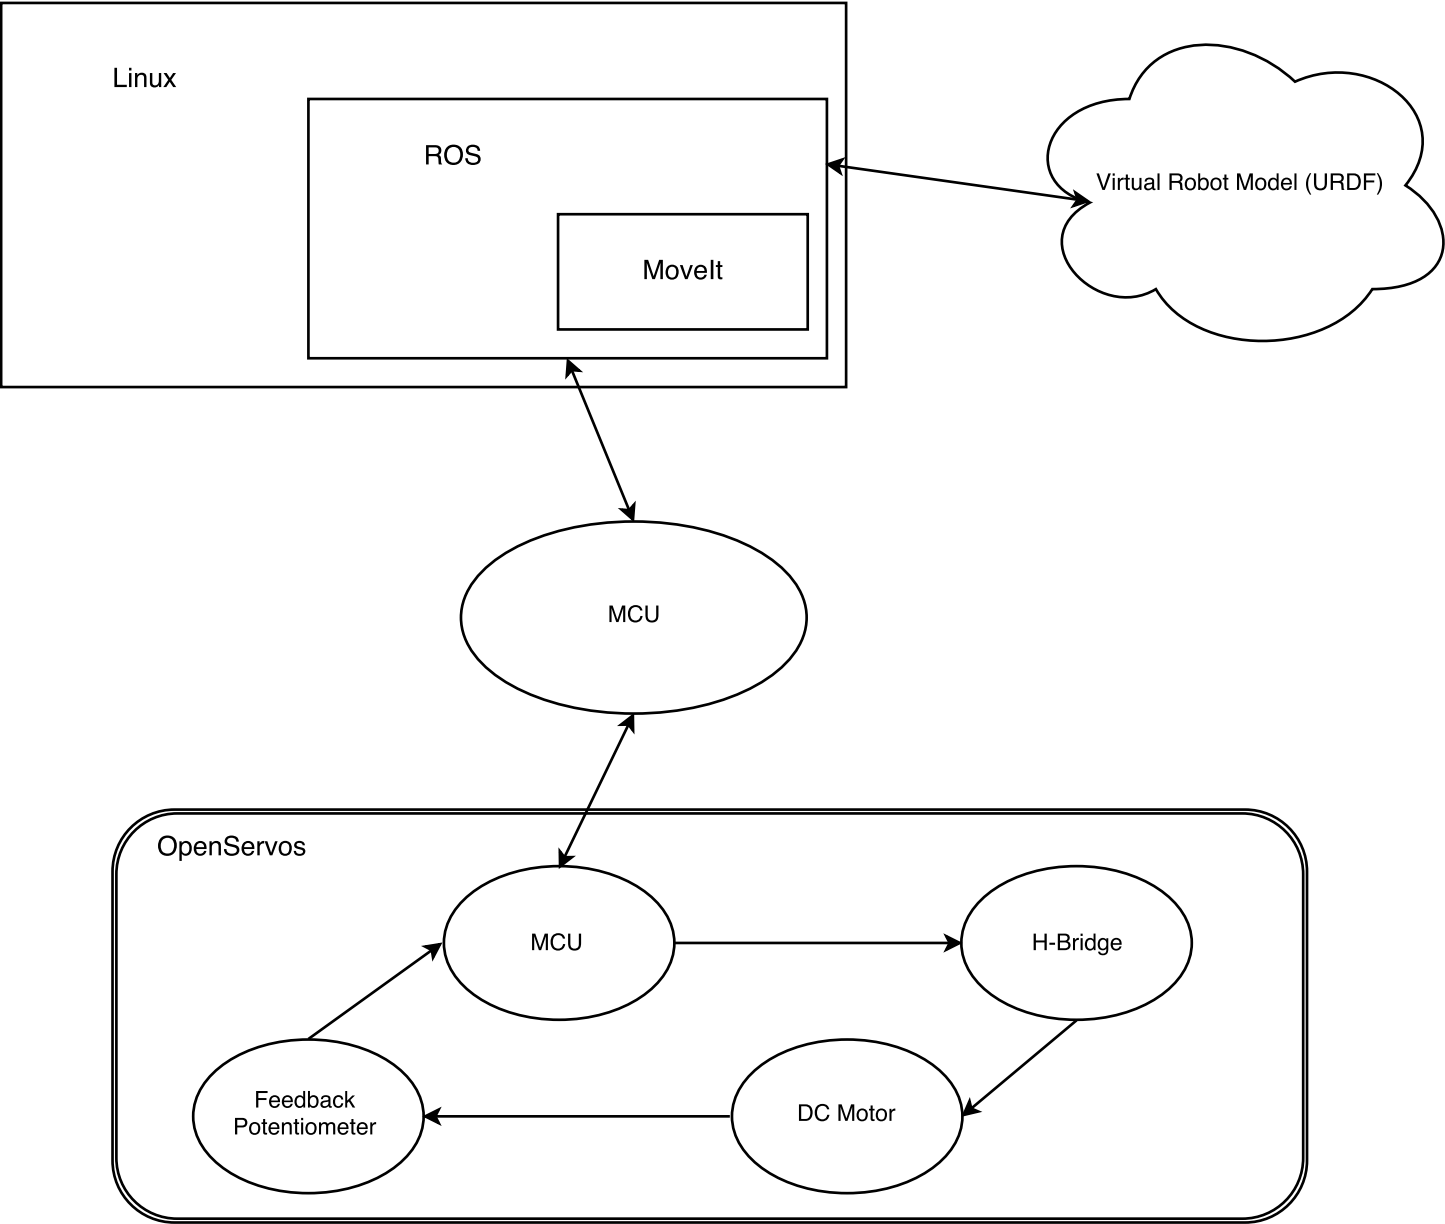 Linux
ROS
Virtual Robot Model (URDF)
MoveIt
MCU
OpenServos
MCU
H-Bridge
Feedback
Potentiometer
DC Motor